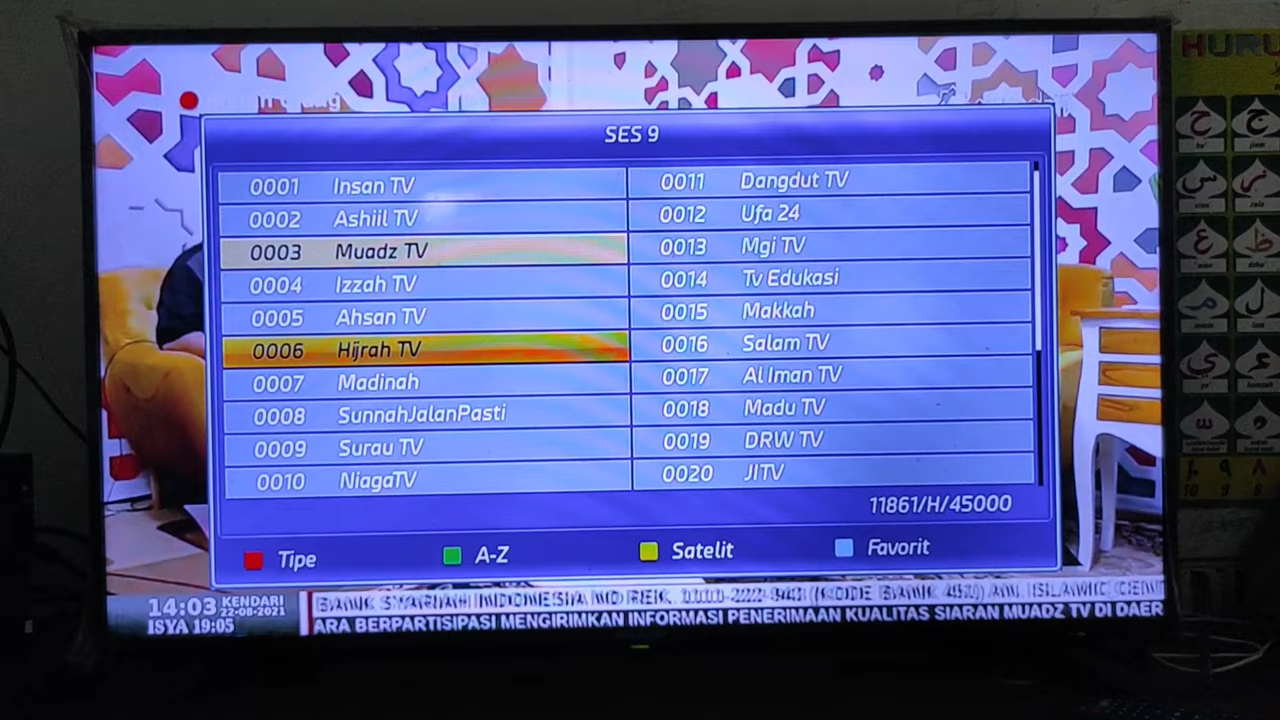 SES 9
0001 Insan TV
0002 Ashiil TV
0003 Muadz TV
0004 Izzah TV
0005 Ahsan TV
0006 Hijrah TV
0007 Madinah
0008 SunnahJalanPasti
0009 Surau TV
0010 NiagaTV
0011 Dangdut TV
0012 Ufa 24
0013 Mgi TV
0014 Tv Edukasi
0015 Makkah
0016 Salam TV
0017 Al Iman TV
0018 Madu TV
0019 DRW TV
0020 JITV
11861/H/45000
Tipe A-Z Satelit Favorit
14:03 KENDARI
22-08-2021
ISYA 19:05
BANK SYARIAH INDONESIA NO REK.
ARA BERPARTISIPASI MENGIRIMKAN INFORMASI PENERIMAAN KUALITAS SIARAN MUADZ TV DI DAER
HURU
ح ج
س ز
ع ظ
م ل
ي ء